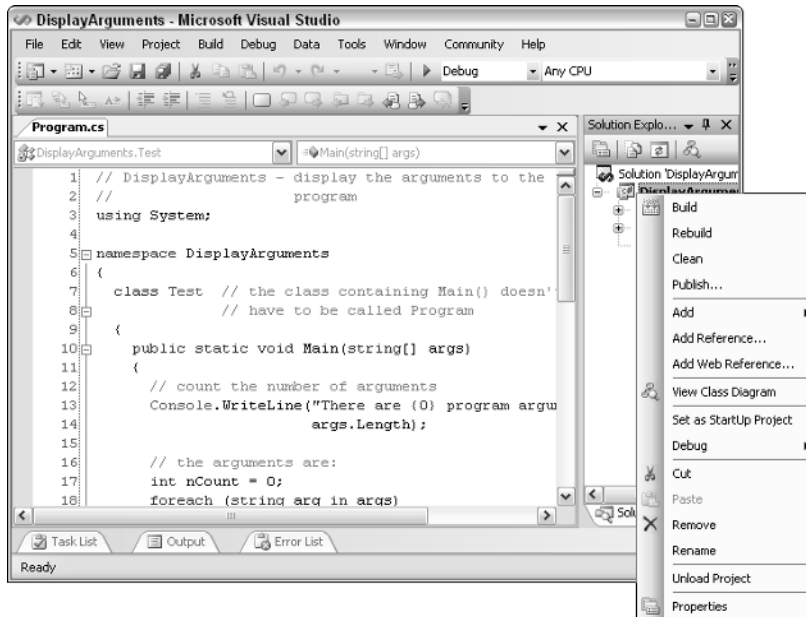 DisplayArguments - Microsoft Visual Studio
File Edit View Project Build Debug Data Tools Window Community Help
Debug Any CPU
Program.cs
DisplayArguments.Test Main(string[] args)
1 // DisplayArguments - display the arguments to the
2 // program
3 using System;
4
5 namespace DisplayArguments
6 {
7 class Test // the class containing Main() doesn'
8 // have to be called Program
9 {
10 public static void Main(string[] args)
11 {
12 // count the number of arguments
13 Console.WriteLine("There are {0} program argu
14 args.Length);
15
16 // the arguments are:
17 int nCount = 0;
18 foreach (string arg in args)
Task List Output Error List
Ready
Solution Explo...
Solution 'DisplayArgum
DisplayArgumen
Solu
Build
Rebuild
Clean
Publish...
Add
Add Reference...
Add Web Reference...
View Class Diagram
Set as StartUp Project
Debug
Cut
Paste
Remove
Rename
Unload Project
Properties